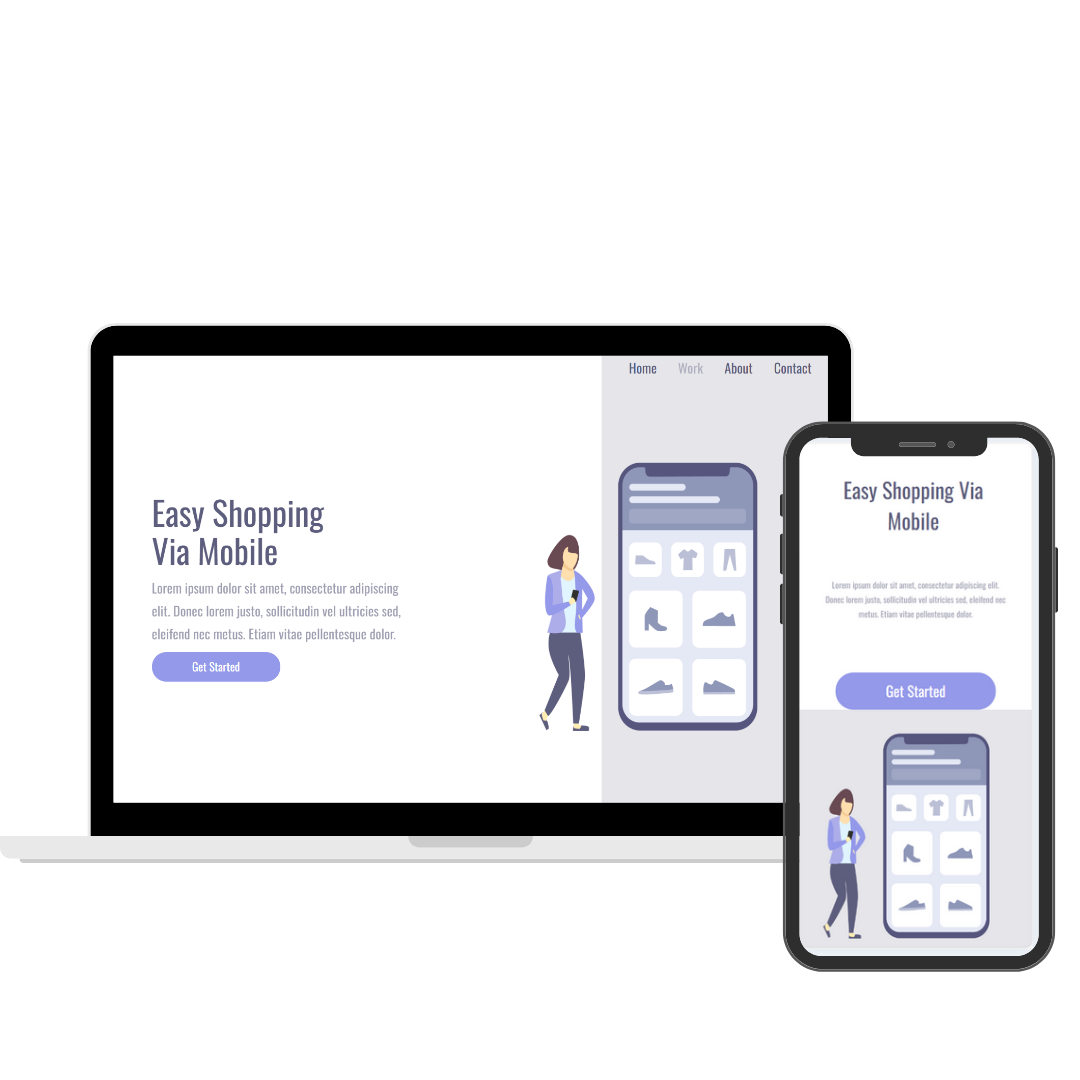 Home Work About Contact
Easy Shopping
Via Mobile
Lorem ipsum dolor sit amet, consectetur adipiscing
elit. Donec lorem justo, sollicitudin vel ultricies sed,
eleifend nec metus. Etiam vitae pellentesque dolor.
Get Started
Easy Shopping Via
Mobile
Lorem ipsum dolor sit amet, consectetur adipiscing elit.
Donec lorem justo, sollicitudin vel ultricies sed, eleifend nec
metus. Etiam vitae pellentesque dolor.
Get Started